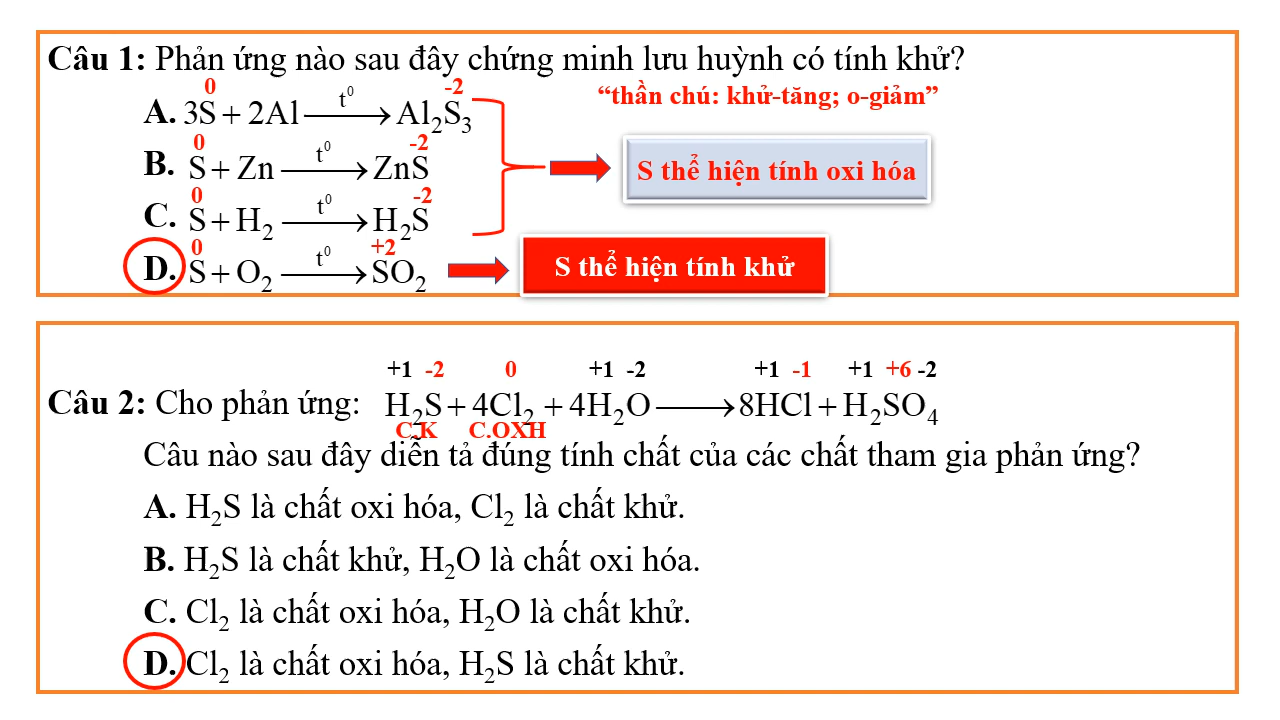 Câu 1: Phản ứng nào sau đây chứng minh lưu huỳnh có tính khử?
“thần chú: khử-tăng; o-giảm”
0 -2
A. 3S + 2Al t⁰ → Al₂S₃
0 -2
B. S + Zn t⁰ → ZnS
S thể hiện tính oxi hóa
0 -2
C. S + H₂ t⁰ → H₂S
0 +2
D. S + O₂ t⁰ → SO₂
S thể hiện tính khử
+1 -2 0 +1 -2 +1 -1 +1 +6 -2
Câu 2: Cho phản ứng: H₂S + 4Cl₂ + 4H₂O → 8HCl + H₂SO₄
C.K C.OXH
Câu nào sau đây diễn tả đúng tính chất của các chất tham gia phản ứng?
A. H₂S là chất oxi hóa, Cl₂ là chất khử.
B. H₂S là chất khử, H₂O là chất oxi hóa.
C. Cl₂ là chất oxi hóa, H₂O là chất khử.
D. Cl₂ là chất oxi hóa, H₂S là chất khử.